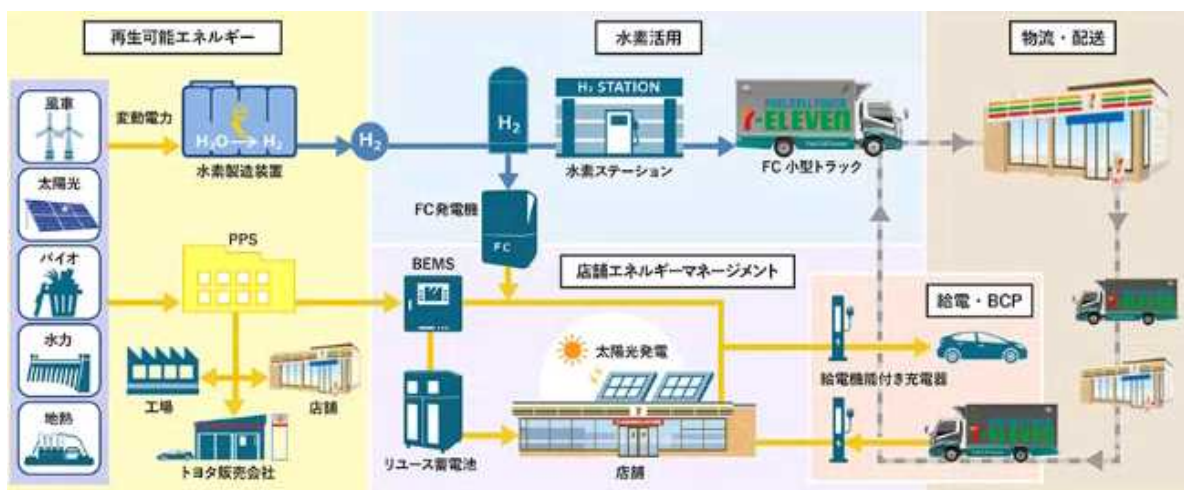 再生可能エネルギー
水素活用
物流・配送
風車
変動電力
H₂O → H₂
水素製造装置
H₂
H₂
H₂ STATION
水素ステーション
7-ELEVEN
FC 小型トラック
太陽光
FC発電機
FC
バイオ
PPS
BEMS
店舗エネルギーマネージメント
給電・BCP
水力
太陽光発電
給電機能付き充電器
工場
店舗
地熱
トヨタ販売会社
リユース蓄電池
店舗